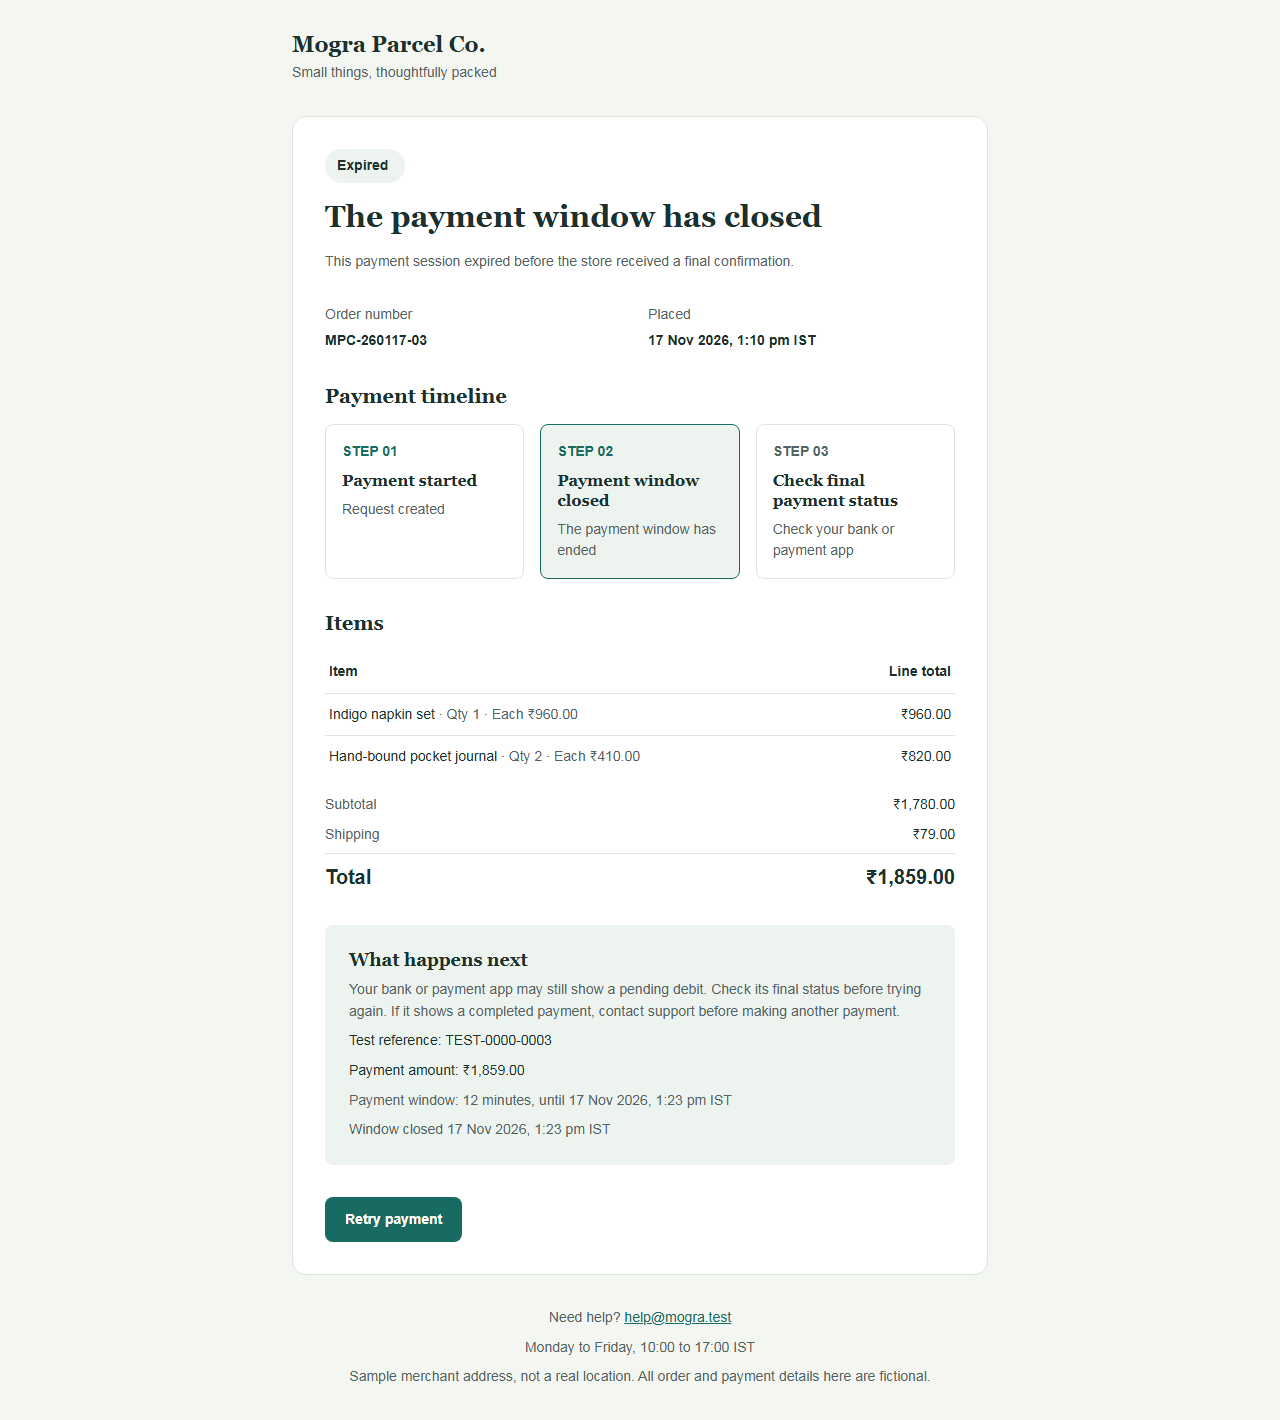 Mogra Parcel Co.
Small things, thoughtfully packed
Expired
The payment window has closed
This payment session expired before the store received a final confirmation.
Order number
MPC-260117-03
Placed
17 Nov 2026, 1:10 pm IST
Payment timeline
STEP 01
Payment started
Request created
STEP 02
Payment window
closed
The payment window has
ended
STEP 03
Check final
payment status
Check your bank or
payment app
Items
Item Line total
Indigo napkin set · Qty 1 · Each ₹960.00 ₹960.00
Hand-bound pocket journal · Qty 2 · Each ₹410.00 ₹820.00
Subtotal ₹1,780.00
Shipping ₹79.00
Total ₹1,859.00
What happens next
Your bank or payment app may still show a pending debit. Check its final status before trying
again. If it shows a completed payment, contact support before making another payment.
Test reference: TEST-0000-0003
Payment amount: ₹1,859.00
Payment window: 12 minutes, until 17 Nov 2026, 1:23 pm IST
Window closed 17 Nov 2026, 1:23 pm IST
Retry payment
Need help? help@mogra.test
Monday to Friday, 10:00 to 17:00 IST
Sample merchant address, not a real location. All order and payment details here are fictional.